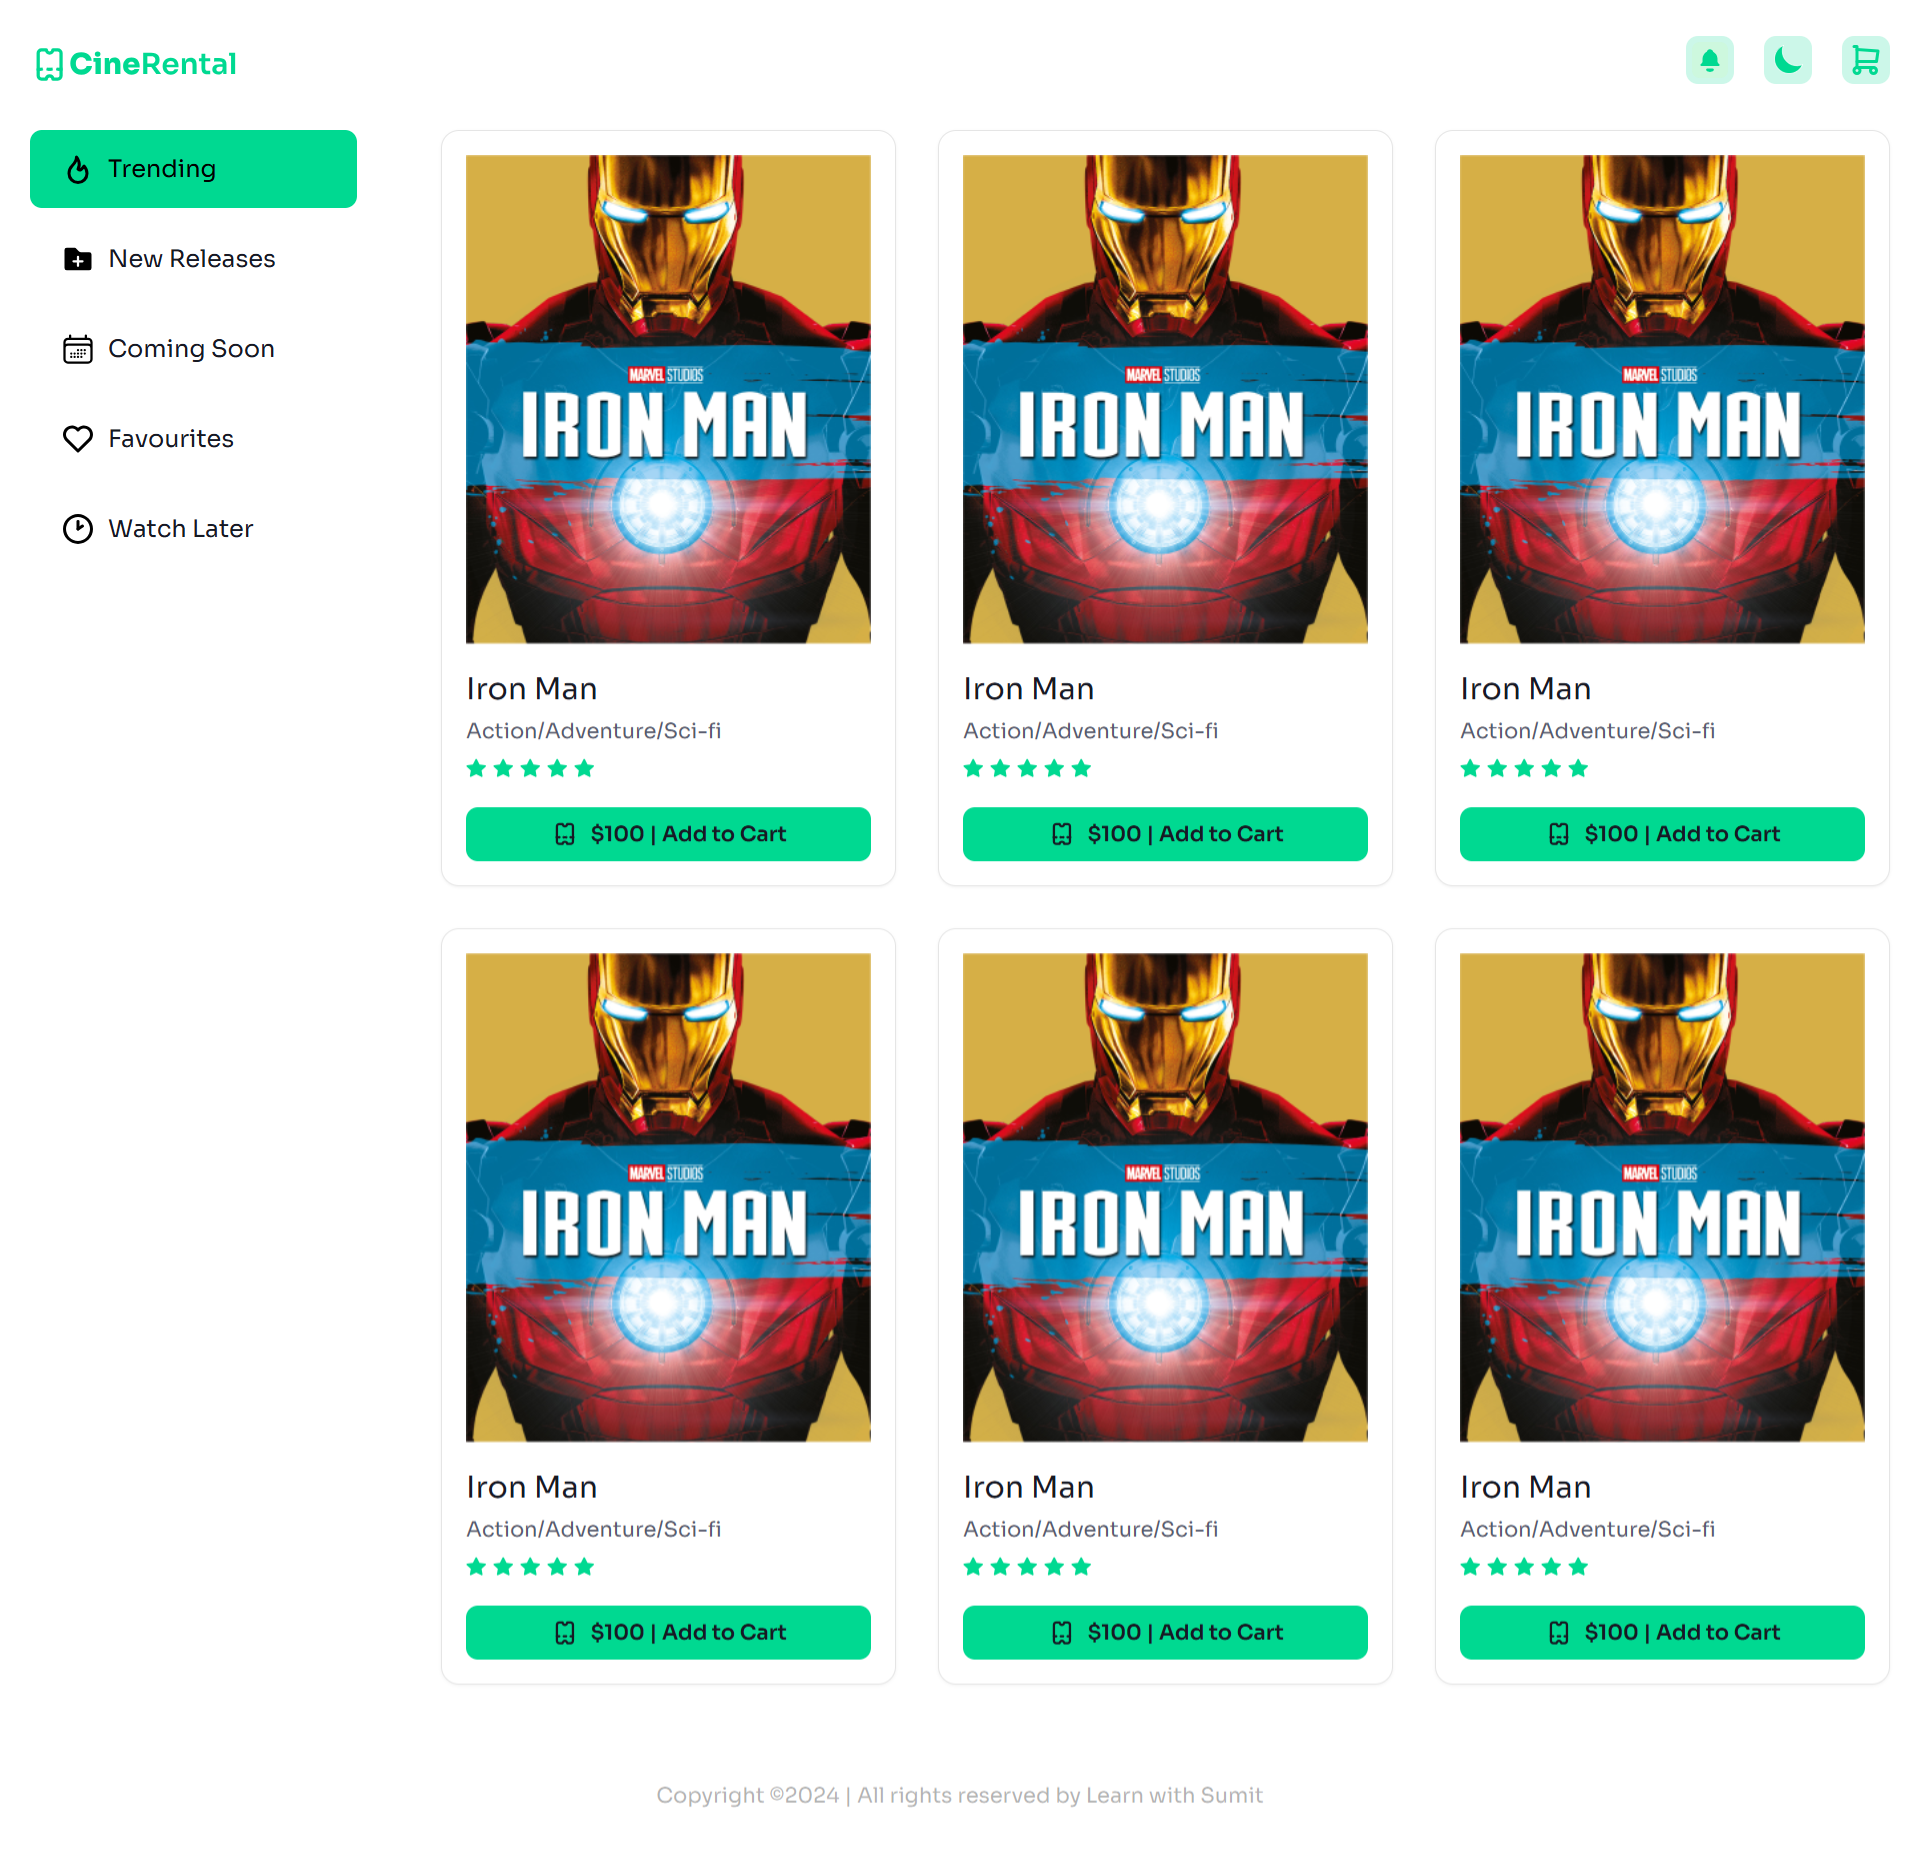 CineRental
Trending
New Releases
Coming Soon
Favourites
Watch Later
MARVEL STUDIOS
IRON MAN
Iron Man
Action/Adventure/Sci-fi
$100 | Add to Cart
MARVEL STUDIOS
IRON MAN
Iron Man
Action/Adventure/Sci-fi
$100 | Add to Cart
MARVEL STUDIOS
IRON MAN
Iron Man
Action/Adventure/Sci-fi
$100 | Add to Cart
MARVEL STUDIOS
IRON MAN
Iron Man
Action/Adventure/Sci-fi
$100 | Add to Cart
MARVEL STUDIOS
IRON MAN
Iron Man
Action/Adventure/Sci-fi
$100 | Add to Cart
MARVEL STUDIOS
IRON MAN
Iron Man
Action/Adventure/Sci-fi
$100 | Add to Cart
Copyright ©2024 | All rights reserved by Learn with Sumit